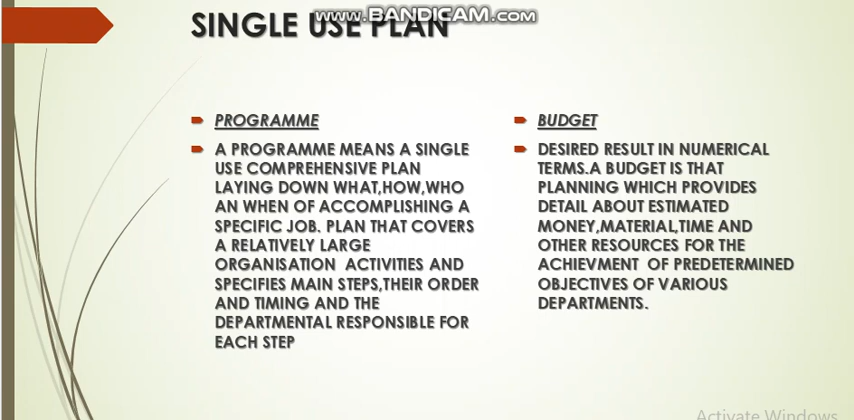 www.BANDICAM.com
SINGLE USE PLAN
PROGRAMME
A PROGRAMME MEANS A SINGLE
USE COMPREHENSIVE PLAN
LAYING DOWN WHAT,HOW,WHO
AN WHEN OF ACCOMPLISHING A
SPECIFIC JOB. PLAN THAT COVERS
A RELATIVELY LARGE
ORGANISATION ACTIVITIES AND
SPECIFIES MAIN STEPS,THEIR ORDER
AND TIMING AND THE
DEPARTMENTAL RESPONSIBLE FOR
EACH STEP
BUDGET
DESIRED RESULT IN NUMERICAL
TERMS.A BUDGET IS THAT
PLANNING WHICH PROVIDES
DETAIL ABOUT ESTIMATED
MONEY,MATERIAL,TIME AND
OTHER RESOURCES FOR THE
ACHIEVMENT OF PREDETERMINED
OBJECTIVES OF VARIOUS
DEPARTMENTS.
Activate Windows